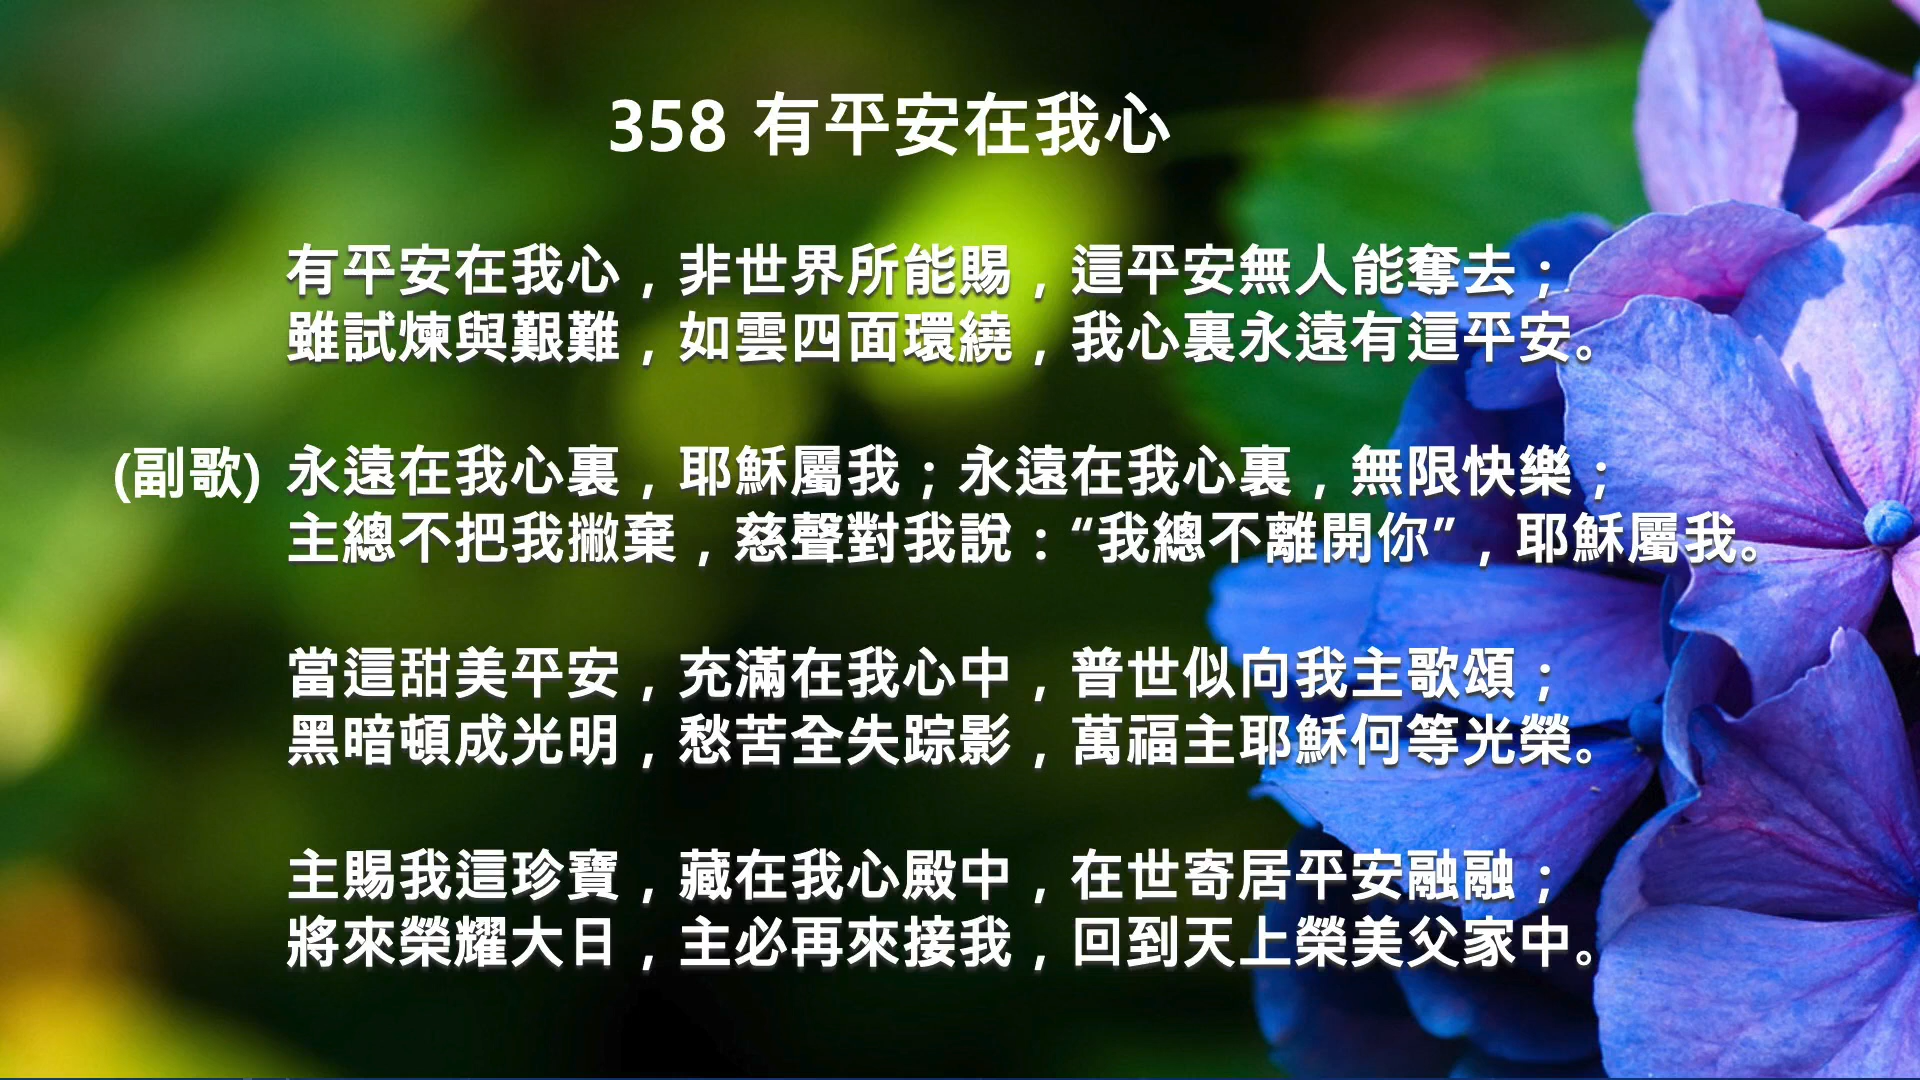 358 有平安在我心
有平安在我心，非世界所能賜，這平安無人能奪去；
雖試煉與艱難，如雲四面環繞，我心裏永遠有這平安。
(副歌) 永遠在我心裏，耶穌屬我；永遠在我心裏，無限快樂；
主總不把我撇棄，慈聲對我說：“我總不離開你”，耶穌屬我。
當這甜美平安，充滿在我心中，普世似向我主歌頌；
黑暗頓成光明，愁苦全失踪影，萬福主耶穌何等光榮。
主賜我這珍寶，藏在我心殿中，在世寄居平安融融；
將來榮耀大日，主必再來接我，回到天上榮美父家中。